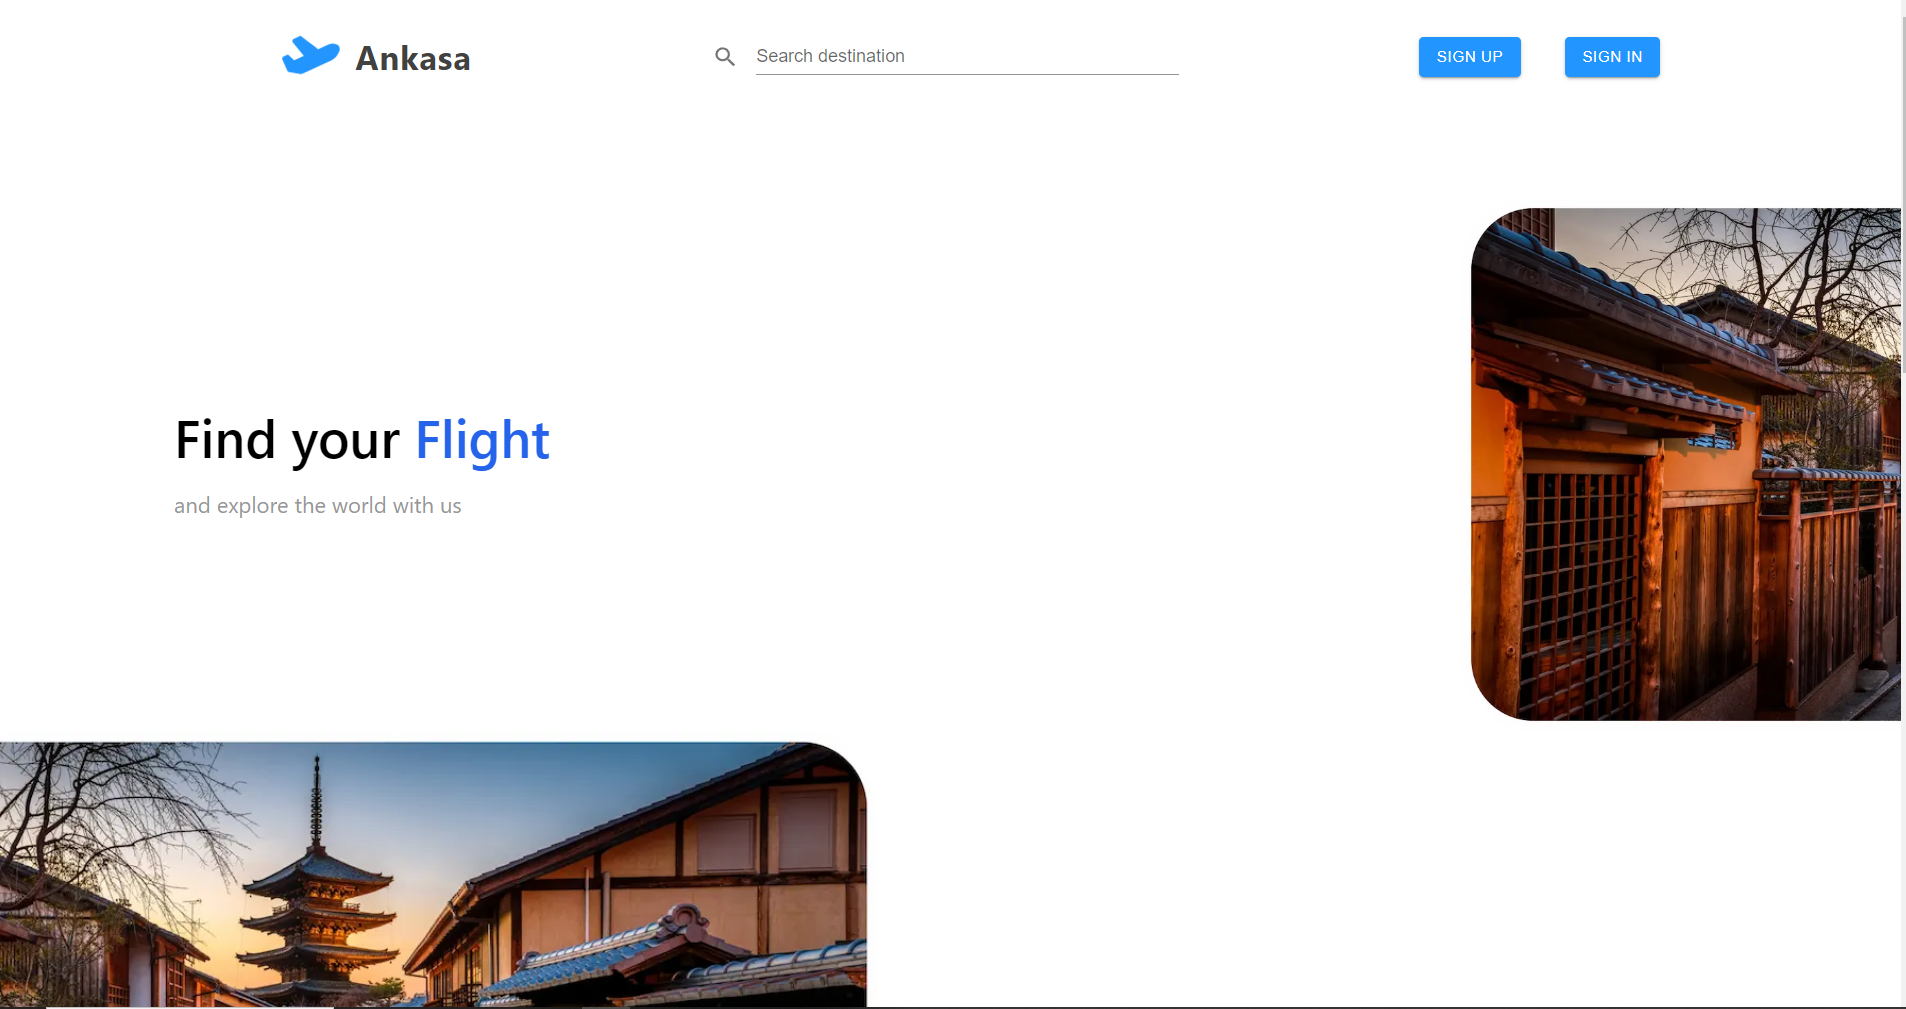 Ankasa
Search destination
SIGN UP
SIGN IN
Find your Flight
and explore the world with us